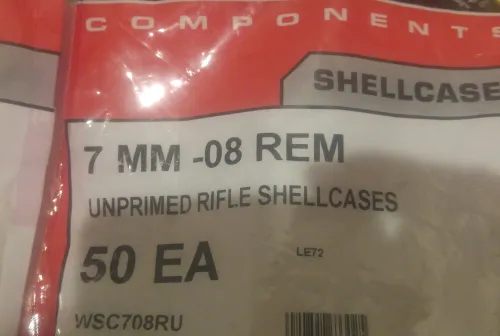 COMPONENTS
SHELLCASE
7 MM -08 REM
UNPRIMED RIFLE SHELLCASES
50 EA
LE72
WSC708RU